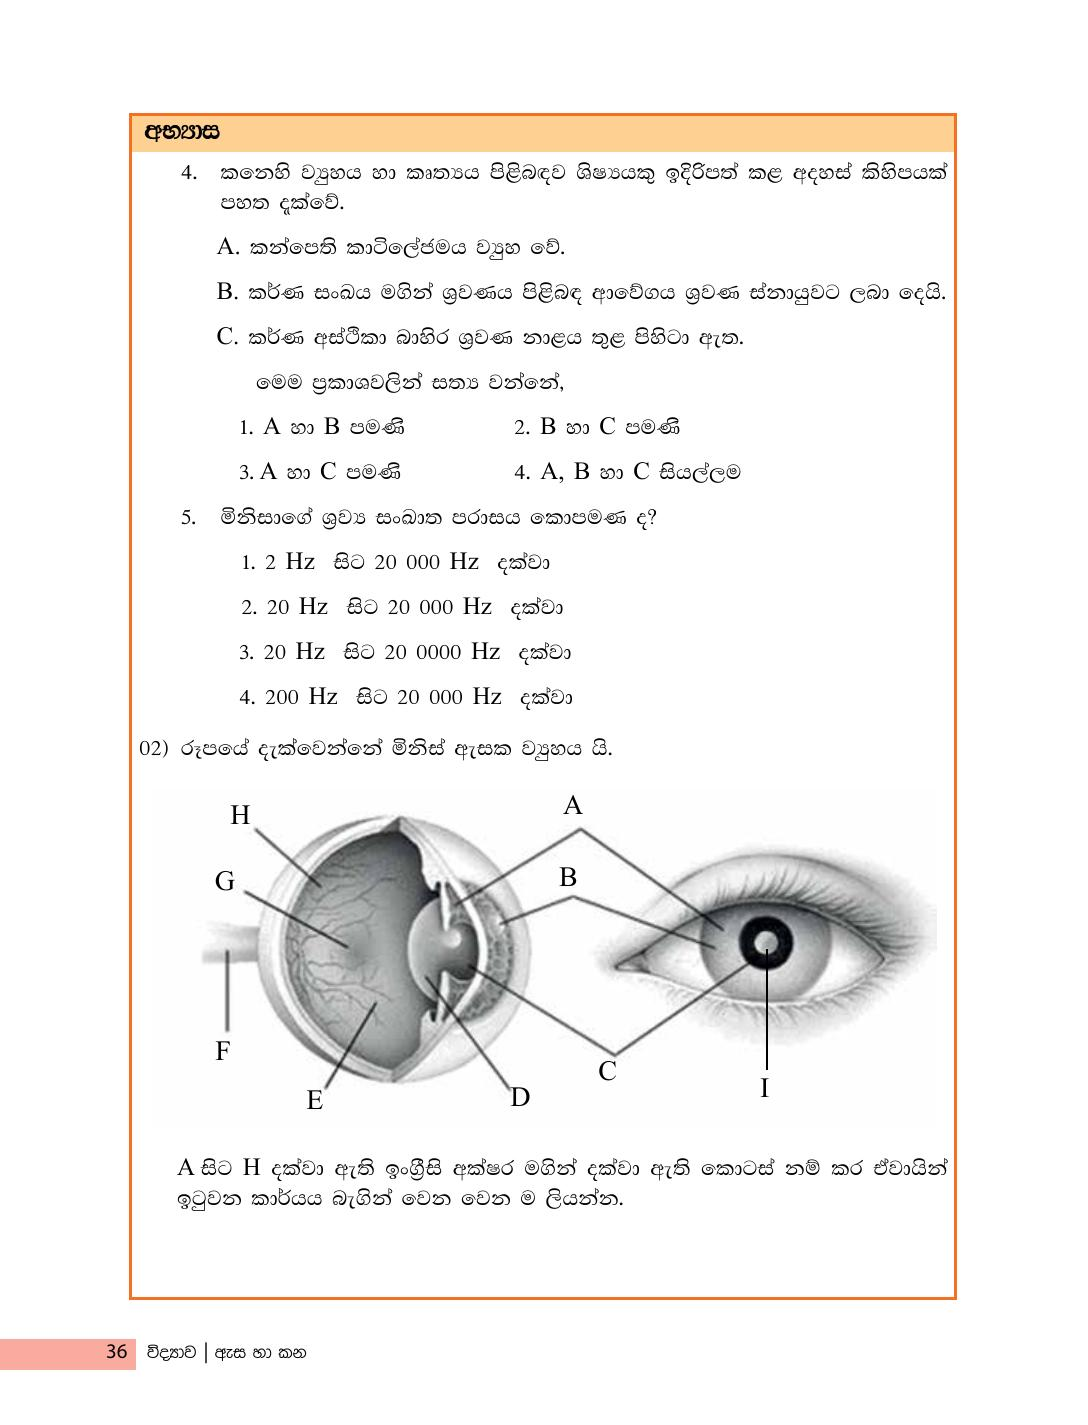 අභ්‍යාස
4. කනෙහි ව්‍යුහය හා කෘත්‍යය පිළිබඳව ශිෂ්‍යයකු ඉදිරිපත් කළ අදහස් කිහිපයක්
පහත දැක්වේ.
A. කන්පෙති කාටිලේජමය ව්‍යුහ වේ.
B. කර්ණ සංඛය මගින් ශ්‍රවණය පිළිබඳ ආවේගය ශ්‍රවණ ස්නායුවට ලබා දෙයි.
C. කර්ණ අස්ථිකා බාහිර ශ්‍රවණ නාළය තුළ පිහිටා ඇත.
මෙම ප්‍රකාශවලින් සත්‍ය වන්නේ,
1. A හා B පමණි 2. B හා C පමණි
3. A හා C පමණි 4. A, B හා C සියල්ලම
5. මිනිසාගේ ශ්‍රව්‍ය සංඛ්‍යාත පරාසය කොපමණ ද?
1. 2 Hz සිට 20 000 Hz දක්වා
2. 20 Hz සිට 20 000 Hz දක්වා
3. 20 Hz සිට 20 0000 Hz දක්වා
4. 200 Hz සිට 20 000 Hz දක්වා
02) රූපයේ දැක්වෙන්නේ මිනිස් ඇසක ව්‍යුහය යි.
H A
G B
F C
E D I
A සිට H දක්වා ඇති ඉංග්‍රීසි අක්ෂර මගින් දක්වා ඇති කොටස් නම් කර ඒවායින්
ඉටුවන කාර්යය බැගින් වෙන වෙන ම ලියන්න.
36 විද්‍යාව | ඇස හා කන